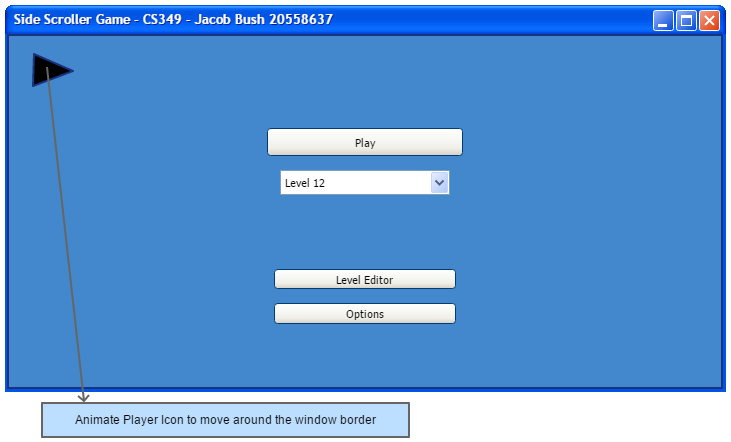 Side Scroller Game - CS349 - Jacob Bush 20558637
Play
Level 12
Level Editor
Options
Animate Player Icon to move around the window border